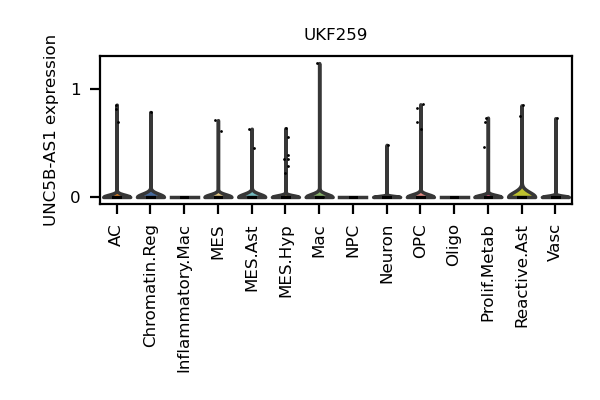 UKF259
UNC5B-AS1 expression
1
0
AC
Chromatin.Reg
Inflammatory.Mac
MES
MES.Ast
MES.Hyp
Mac
NPC
Neuron
OPC
Oligo
Prolif.Metab
Reactive.Ast
Vasc